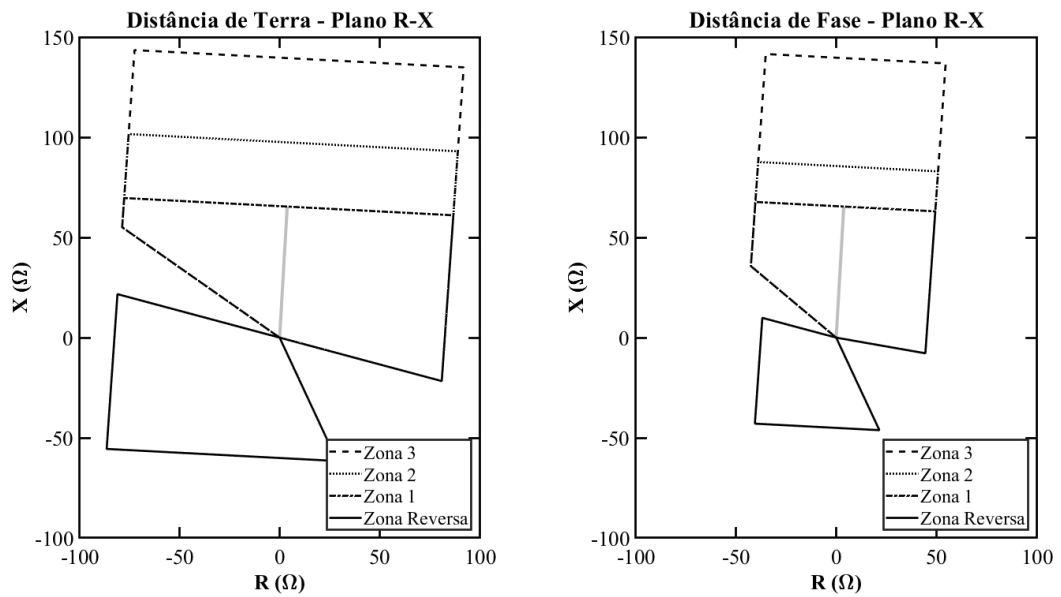 Distância de Terra - Plano R-X
150
100
50
0
-50
-100
-100
-50
0
50
100
X (Ω)
R (Ω)
Zona 3
Zona 2
Zona 1
Zona Reversa
Distância de Fase - Plano R-X
150
100
50
0
-50
-100
-100
-50
0
50
100
X (Ω)
R (Ω)
Zona 3
Zona 2
Zona 1
Zona Reversa